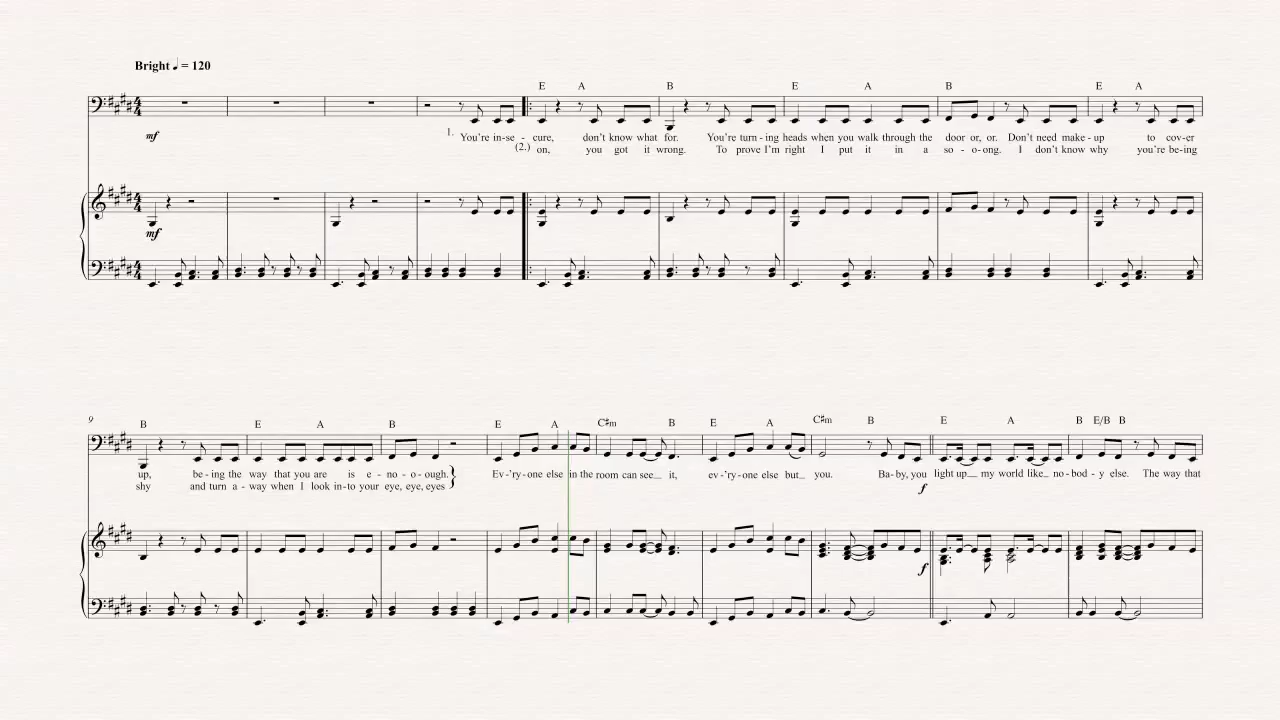 Bright ♩ = 120
E A B E A B E A
mf
1. You're in-se - cure, don't know what for. You're turn - ing heads when you walk through the door or, or. Don't need make - up to cov-er
(2.) on, you got it wrong. To prove I'm right I put it in a so - o-ong. I don't know why you're be-ing
mf
9
B E A B E A C♯m B E A C♯m B E A B E/B B
up, be - ing the way that you are is e - no - o - ough. Ev-'ry-one else in the room can see it, ev-'ry-one else but you. Ba-by, you light up my world like no-bod-y else. The way that
shy and turn a - way when I look in-to your eye, eye, eyes
f
f